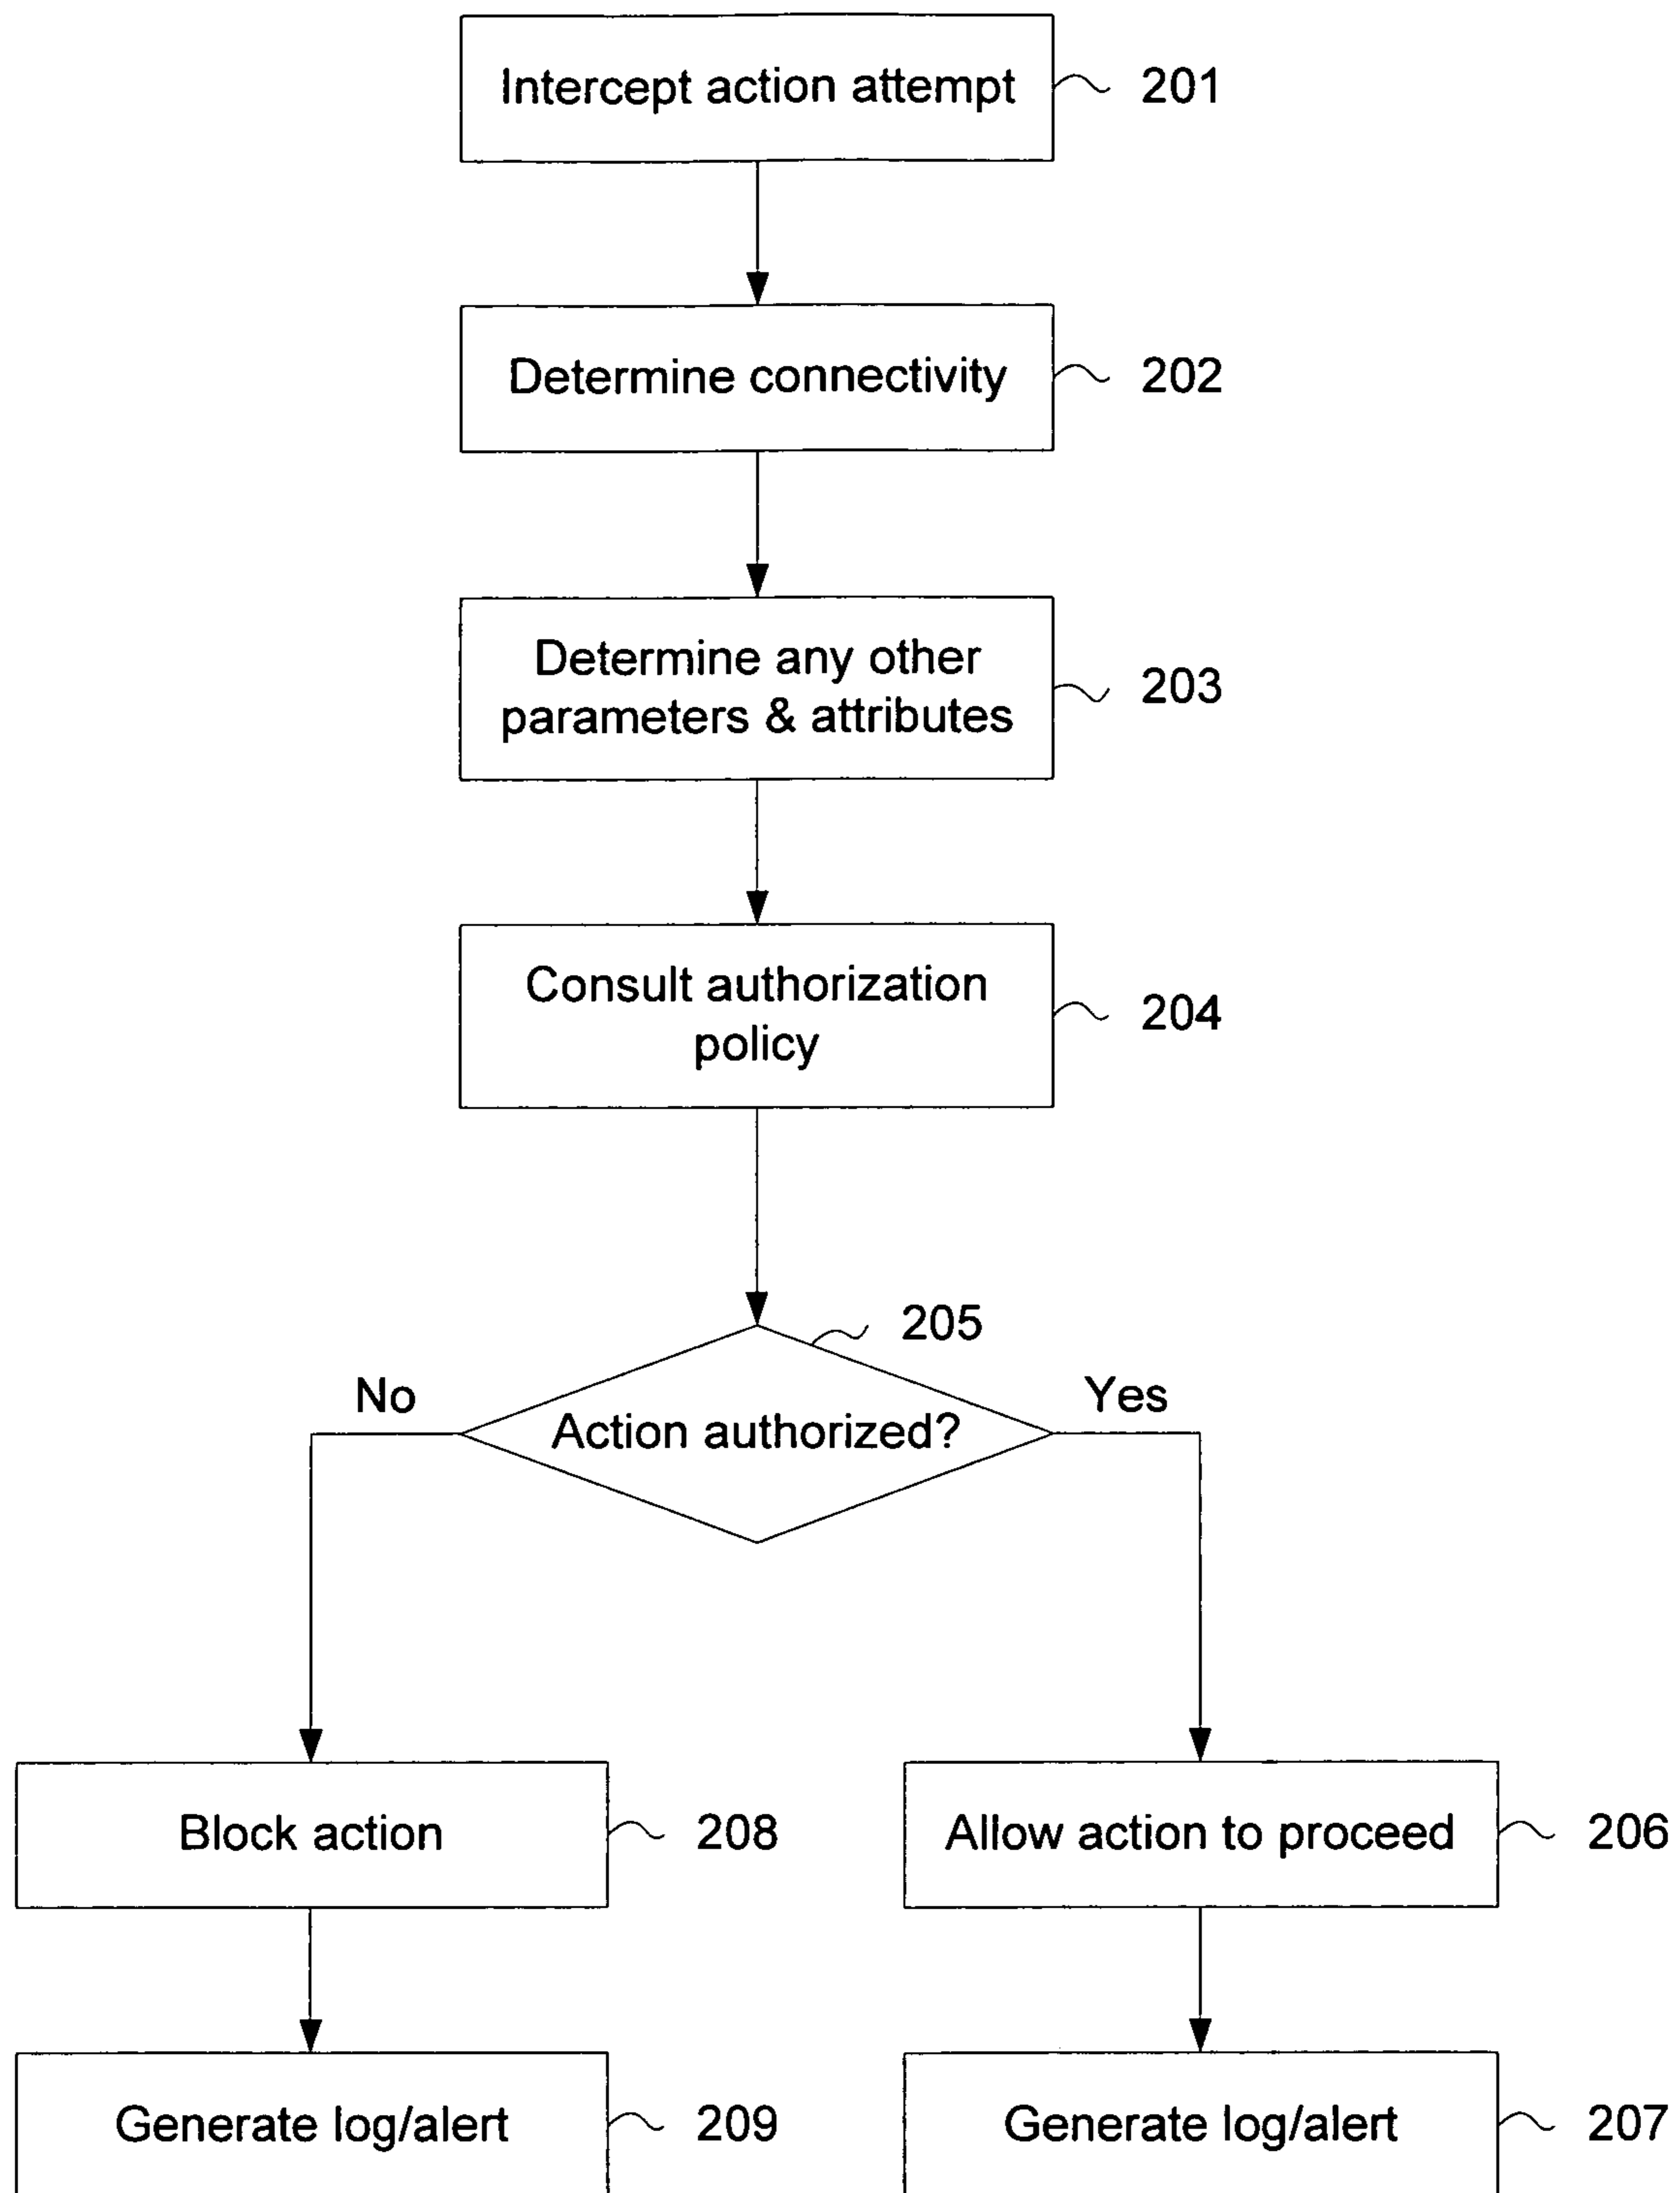 Intercept action attempt
201
Determine connectivity
202
Determine any other
parameters & attributes
203
Consult authorization
policy
204
205
No
Action authorized?
Yes
Block action
208
Allow action to proceed
206
Generate log/alert
209
Generate log/alert
207